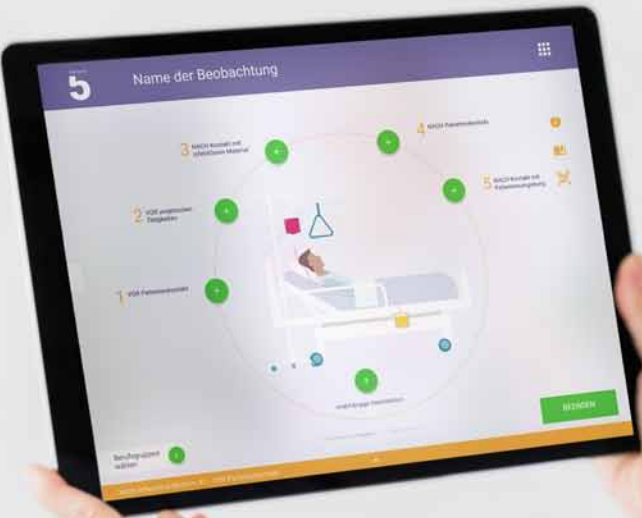 5
Name der Beobachtung
3 NACH Kontakt mit
infektiösem Material
4 NACH Patientenkontakt
5 NACH Kontakt mit
Patientenumgebung
2 VOR aseptischen
Tätigkeiten
1 VOR Patientenkontakt
Berufsgruppe
wählen
BEENDEN